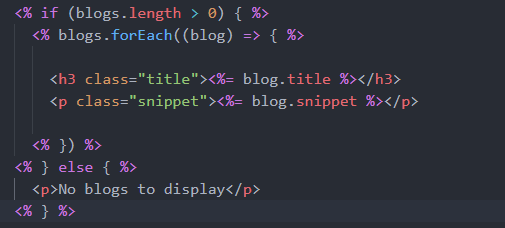 <% if (blogs.length > 0) { %>
<% blogs.forEach((blog) => { %>
<h3 class="title"><%= blog.title %></h3>
<p class="snippet"><%= blog.snippet %></p>
<% }) %>
<% } else { %>
<p>No blogs to display</p>
<% } %>